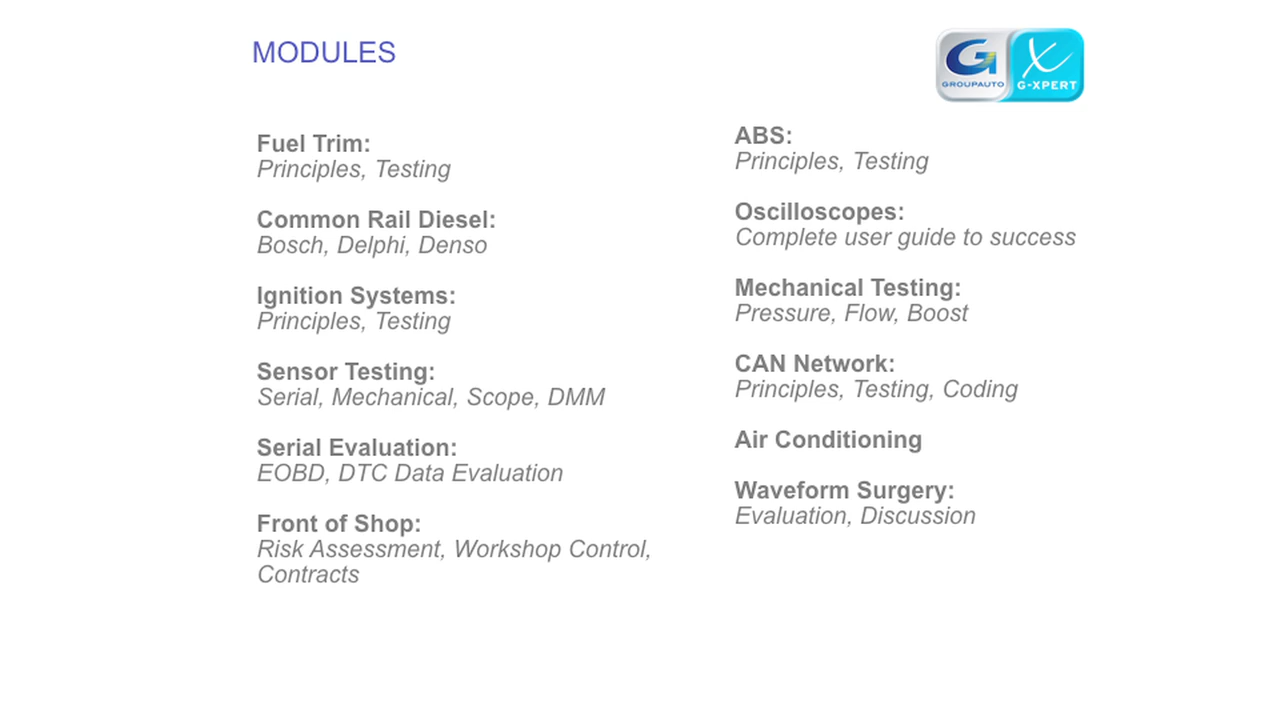 MODULES
GROUPAUTO
G-XPERT
Fuel Trim:
Principles, Testing
Common Rail Diesel:
Bosch, Delphi, Denso
Ignition Systems:
Principles, Testing
Sensor Testing:
Serial, Mechanical, Scope, DMM
Serial Evaluation:
EOBD, DTC Data Evaluation
Front of Shop:
Risk Assessment, Workshop Control,
Contracts
ABS:
Principles, Testing
Oscilloscopes:
Complete user guide to success
Mechanical Testing:
Pressure, Flow, Boost
CAN Network:
Principles, Testing, Coding
Air Conditioning
Waveform Surgery:
Evaluation, Discussion